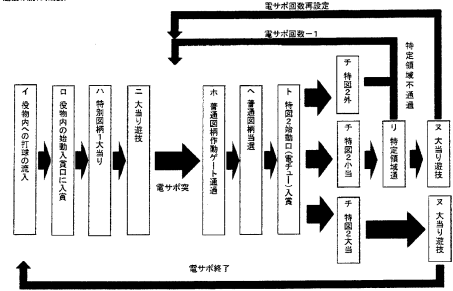 電サポ回数再設定
電サポ回数−1
特定領域不通過
イ 役物内への打球の流入
ロ 役物内の始動入賞口に入賞
ハ 特別図柄1大当り
ニ 大当り遊技
電サポ突
ホ 普通図柄作動ゲート通過
ヘ 普通図柄当選
ト 特図2始動口(電チュー)入賞
チ 特図2外
チ 特図2小当
チ 特図2大当
リ 特定領域通
ヌ 大当り遊技
ヌ 大当り遊技
電サポ終了